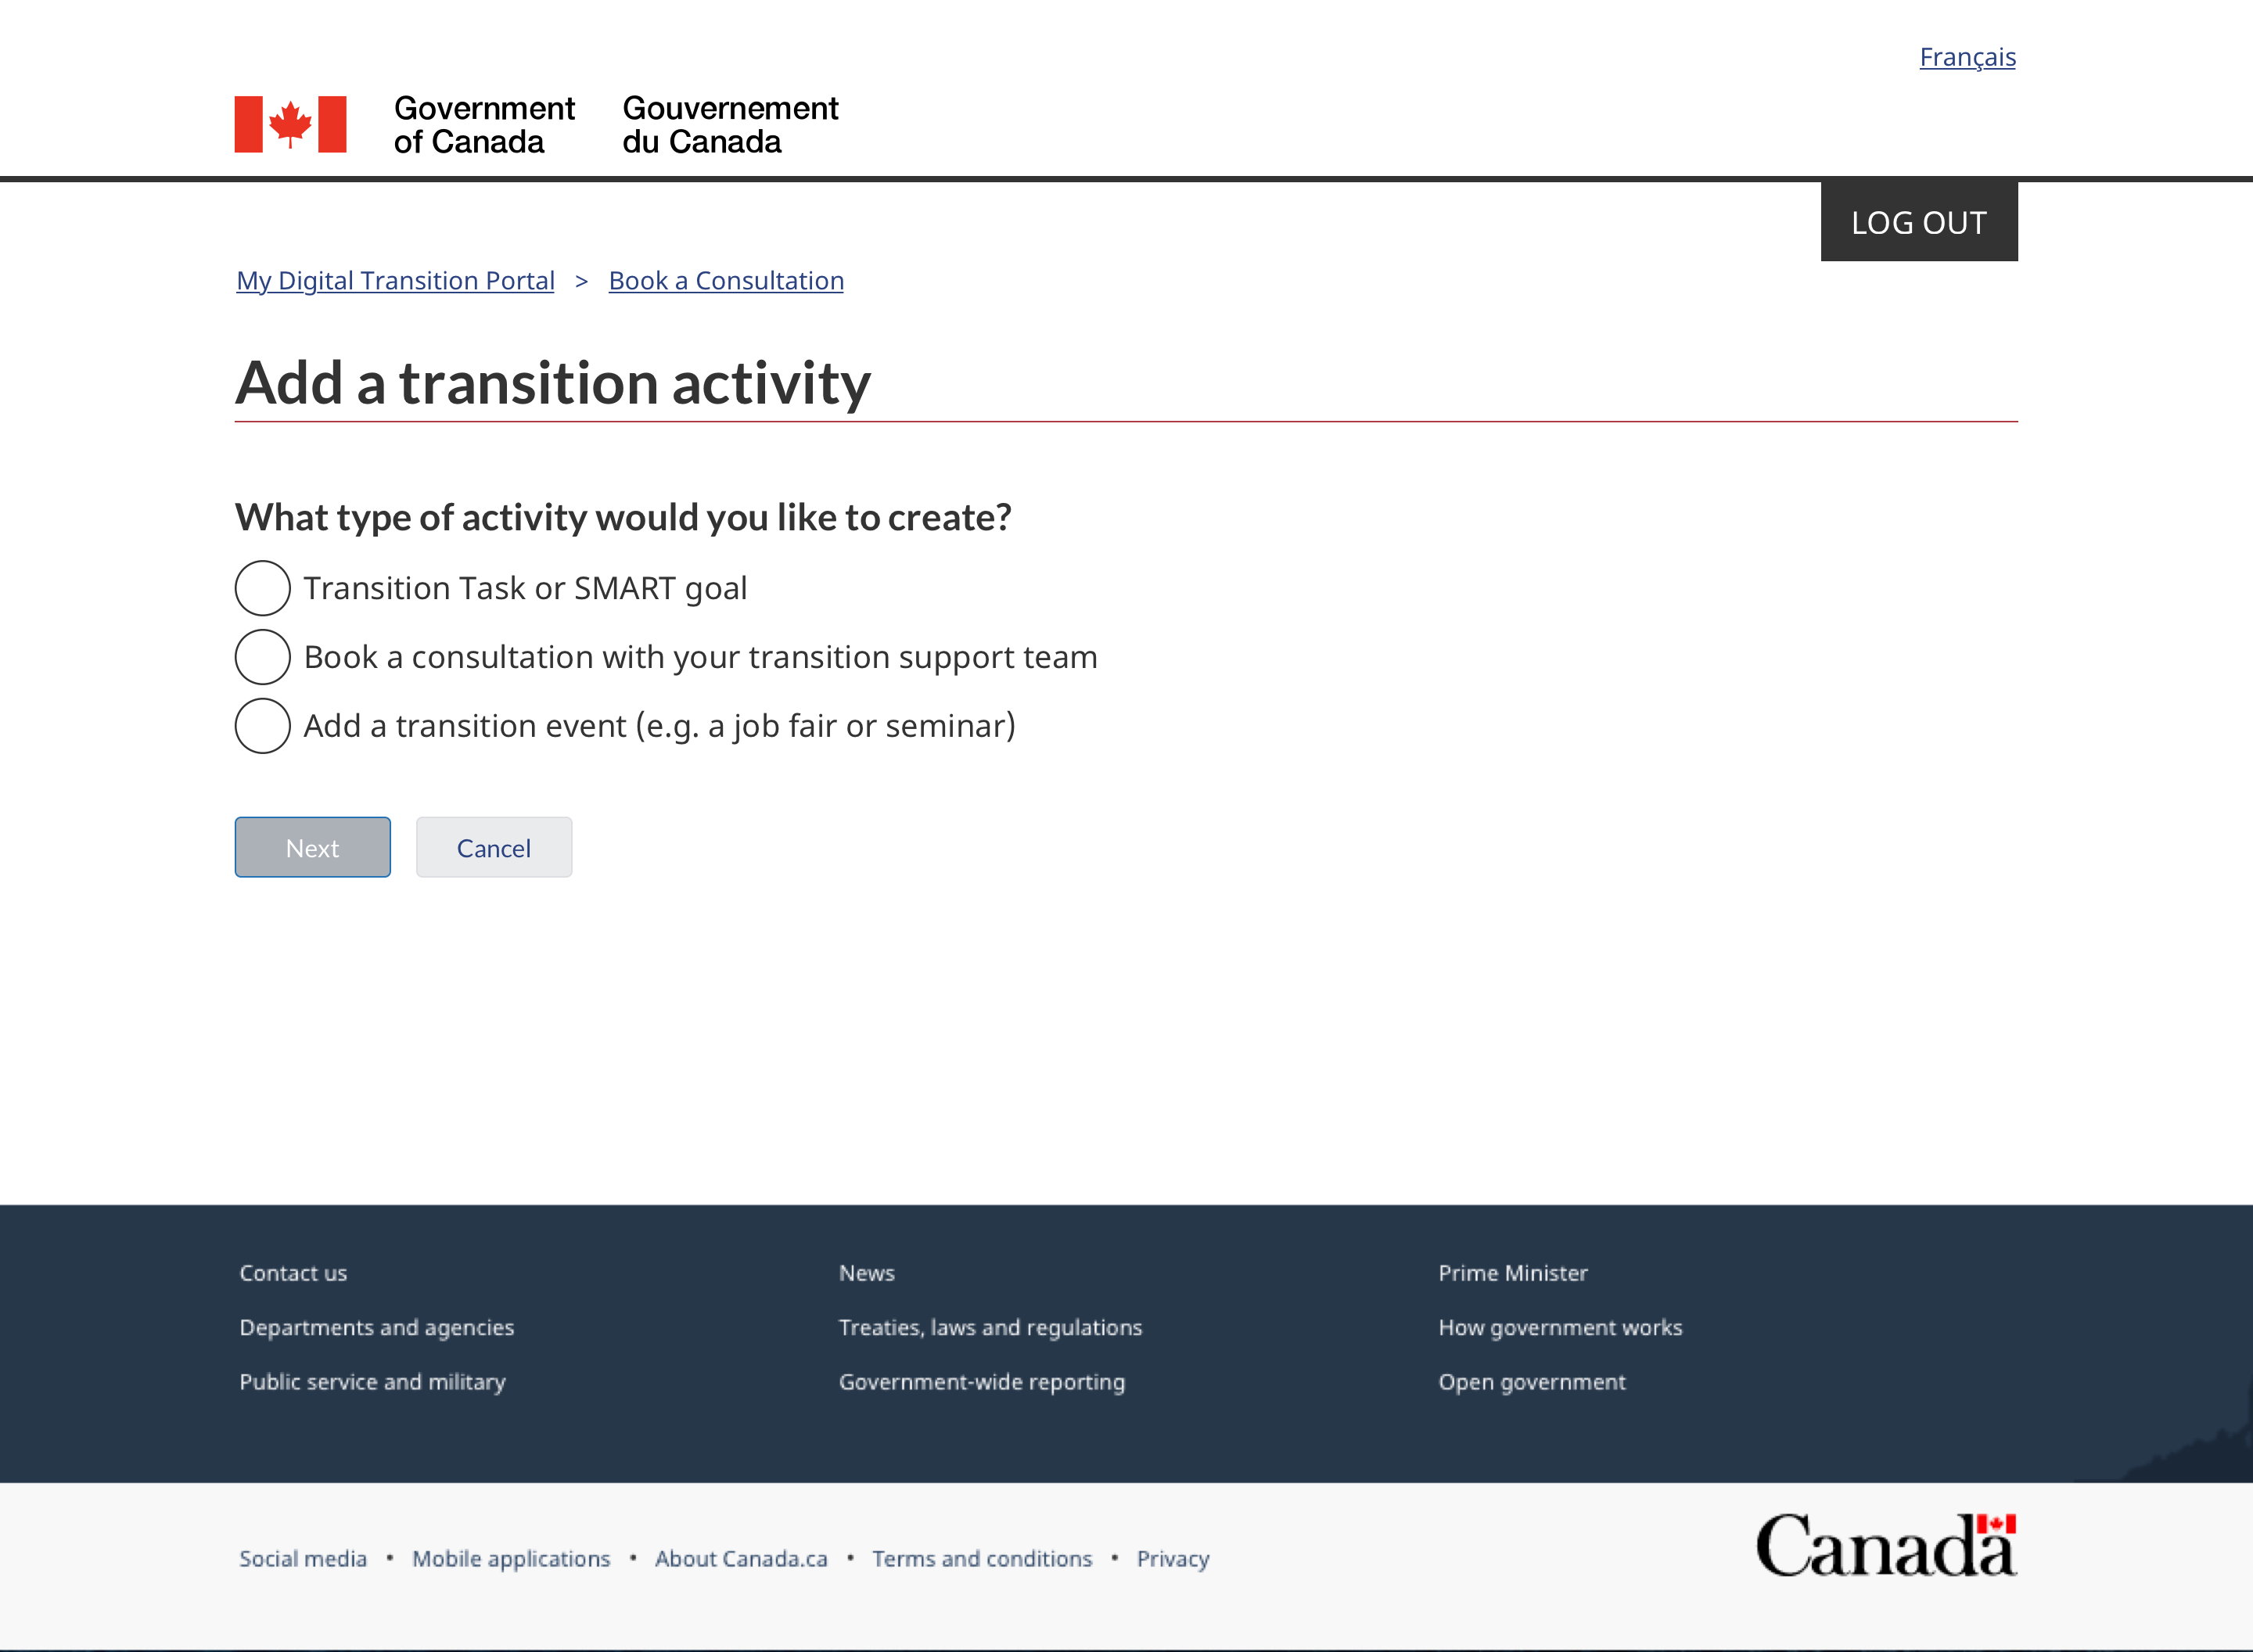 Français
Government of Canada
Gouvernement du Canada
LOG OUT
My Digital Transition Portal > Book a Consultation
Add a transition activity
What type of activity would you like to create?
Transition Task or SMART goal
Book a consultation with your transition support team
Add a transition event (e.g. a job fair or seminar)
Next Cancel
Contact us
News
Prime Minister
Departments and agencies
Treaties, laws and regulations
How government works
Public service and military
Government-wide reporting
Open government
Social media • Mobile applications • About Canada.ca • Terms and conditions • Privacy
Canada